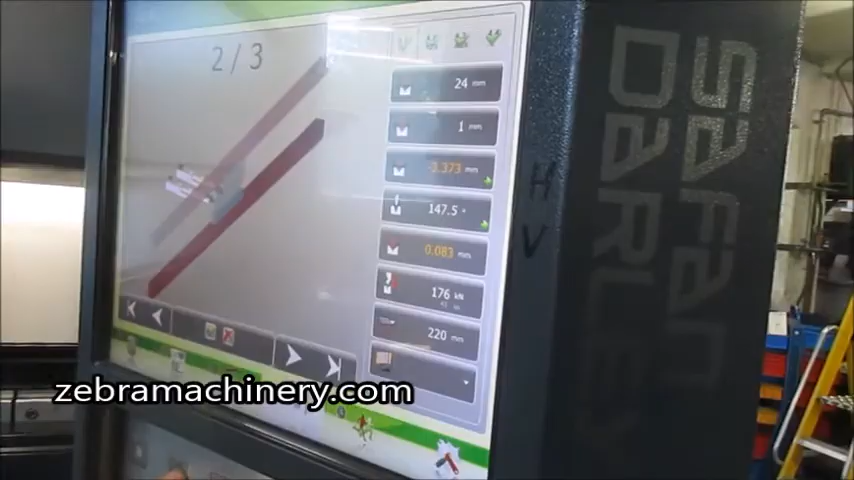 2 / 3
24 mm
1 mm
3.373 mm
147.5 °
0.083 mm
176 kN
220 mm
H
V
SAFAN
DARLEY
zebramachinery.com